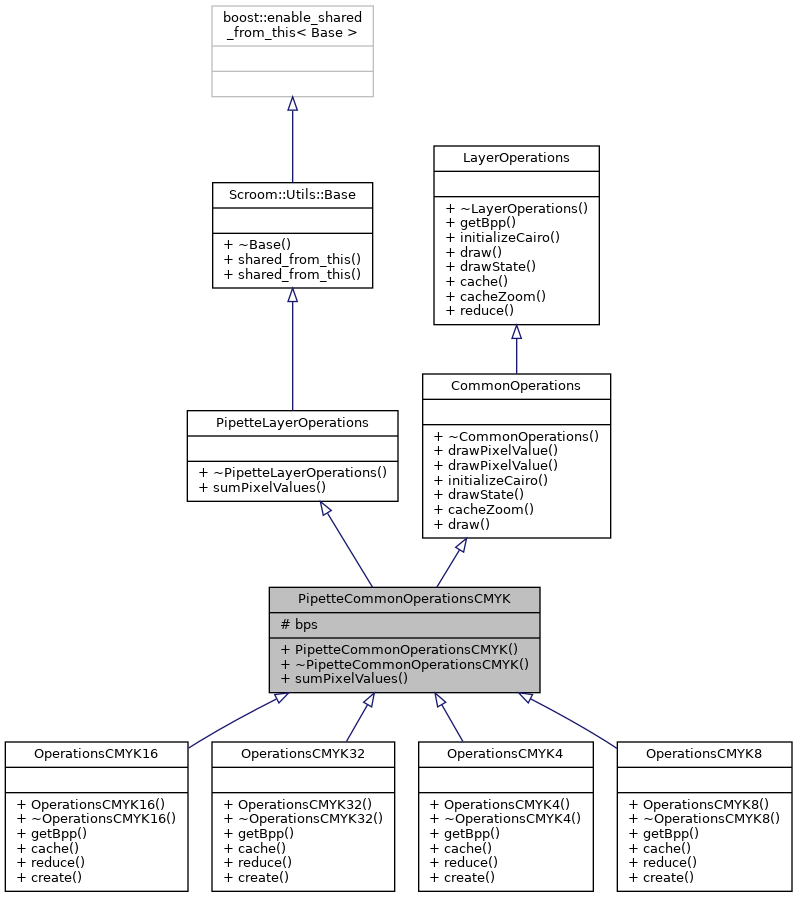 boost::enable_shared
_from_this< Base >
Scroom::Utils::Base
+ ~Base()
+ shared_from_this()
+ shared_from_this()
LayerOperations
+ ~LayerOperations()
+ getBpp()
+ initializeCairo()
+ draw()
+ drawState()
+ cache()
+ cacheZoom()
+ reduce()
PipetteLayerOperations
+ ~PipetteLayerOperations()
+ sumPixelValues()
CommonOperations
+ ~CommonOperations()
+ drawPixelValue()
+ drawPixelValue()
+ initializeCairo()
+ drawState()
+ cacheZoom()
+ draw()
PipetteCommonOperationsCMYK
# bps
+ PipetteCommonOperationsCMYK()
+ ~PipetteCommonOperationsCMYK()
+ sumPixelValues()
OperationsCMYK16
+ OperationsCMYK16()
+ ~OperationsCMYK16()
+ getBpp()
+ cache()
+ reduce()
+ create()
OperationsCMYK32
+ OperationsCMYK32()
+ ~OperationsCMYK32()
+ getBpp()
+ cache()
+ reduce()
+ create()
OperationsCMYK4
+ OperationsCMYK4()
+ ~OperationsCMYK4()
+ getBpp()
+ cache()
+ reduce()
+ create()
OperationsCMYK8
+ OperationsCMYK8()
+ ~OperationsCMYK8()
+ getBpp()
+ cache()
+ reduce()
+ create()